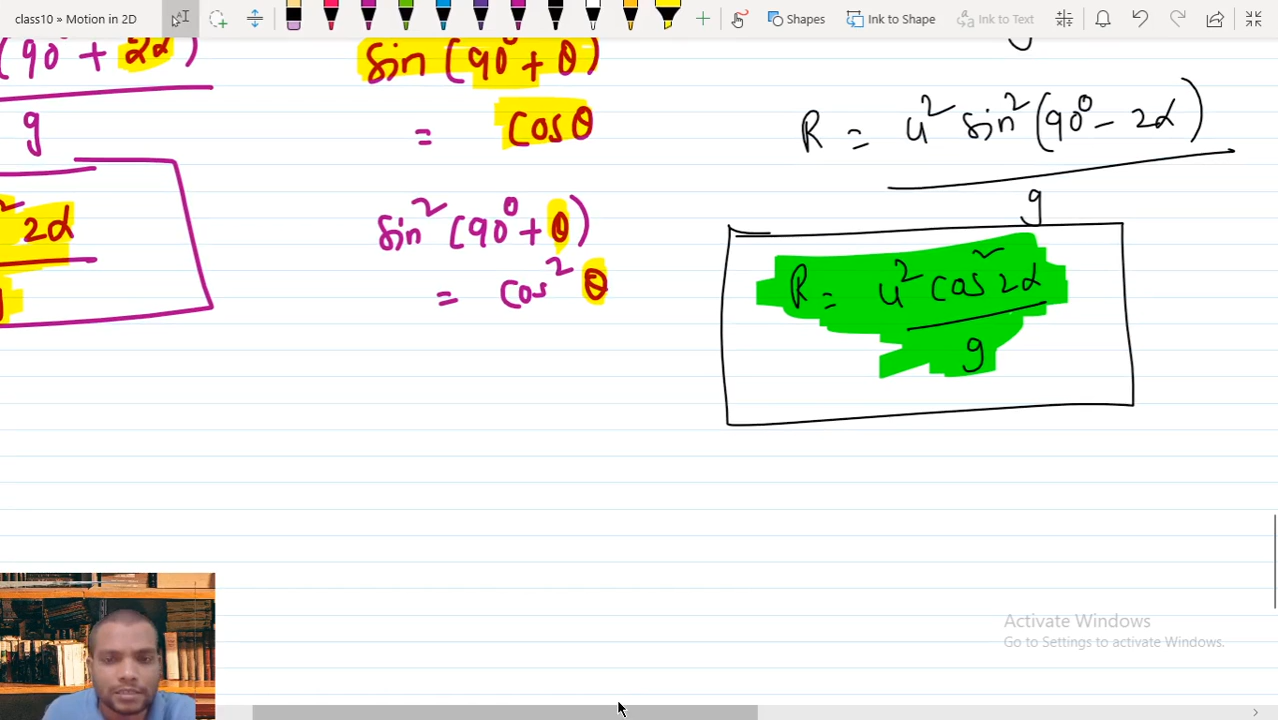 class10 » Motion in 2D
Shapes
Ink to Shape
Ink to Text
(90° + 2α)
g
2α
sin (90° + θ)
= cos θ
sin² (90° + θ)
= cos² θ
R = u² sin² (90° - 2α)
g
R = u² cos² 2α
g
Activate Windows
Go to Settings to activate Windows.